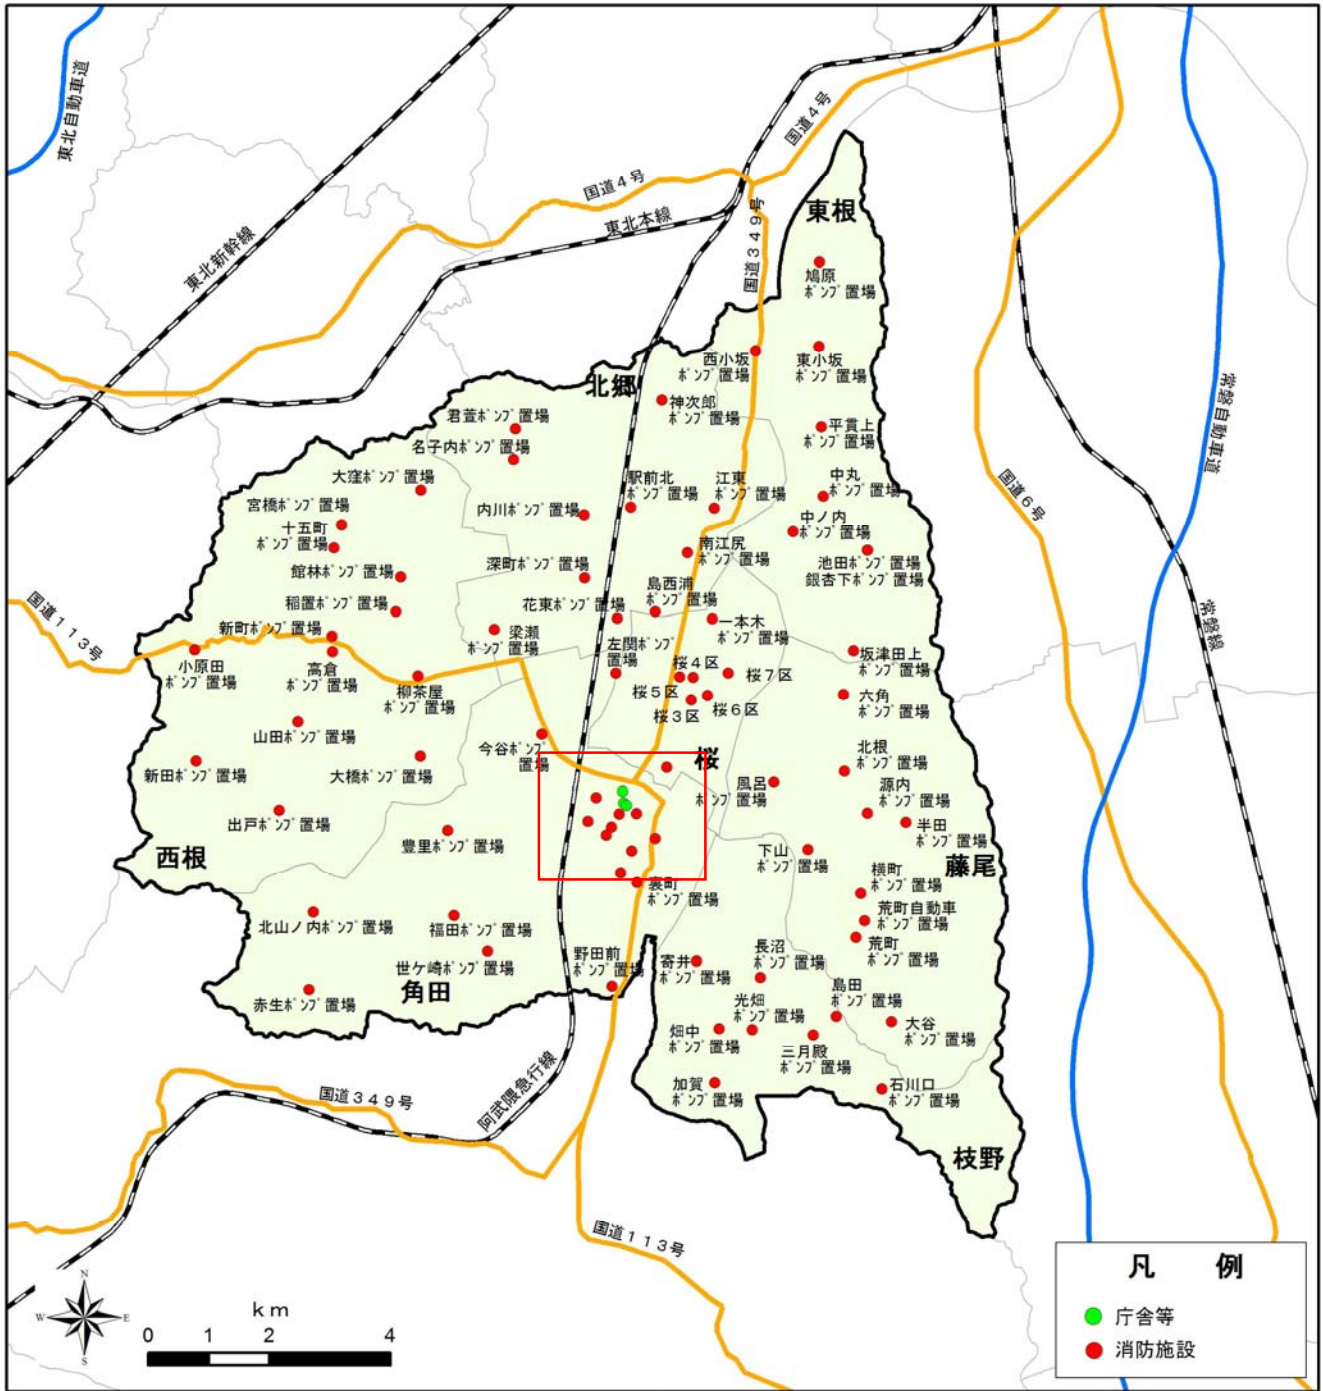 東北自動車道
国道4号
国道4号
東北本線
東北新幹線
国道349号
東根
鳩原
ﾎﾟﾝﾌﾟ置場
西小坂
ﾎﾟﾝﾌﾟ置場
東小坂
ﾎﾟﾝﾌﾟ置場
北郷
神次郎
ﾎﾟﾝﾌﾟ置場
常磐自動車道
君萱ﾎﾟﾝﾌﾟ置場
名子内ﾎﾟﾝﾌﾟ置場
平貫上
ﾎﾟﾝﾌﾟ置場
大窪ﾎﾟﾝﾌﾟ置場
駅前北
ﾎﾟﾝﾌﾟ置場
江東
ﾎﾟﾝﾌﾟ置場
中丸
ﾎﾟﾝﾌﾟ置場
国道6号
宮橋ﾎﾟﾝﾌﾟ置場
十五町
ﾎﾟﾝﾌﾟ置場
内川ﾎﾟﾝﾌﾟ置場
中ノ内
ﾎﾟﾝﾌﾟ置場
南江尻
ﾎﾟﾝﾌﾟ置場
池田ﾎﾟﾝﾌﾟ置場
銀杏下ﾎﾟﾝﾌﾟ置場
館林ﾎﾟﾝﾌﾟ置場
深町ﾎﾟﾝﾌﾟ置場
島西浦
ﾎﾟﾝﾌﾟ置場
稲置ﾎﾟﾝﾌﾟ置場
花東ﾎﾟﾝﾌﾟ置場
常磐線
国道113号
新町ﾎﾟﾝﾌﾟ置場
梁瀬
ﾎﾟﾝﾌﾟ置場
一本木
ﾎﾟﾝﾌﾟ置場
左関ﾎﾟﾝﾌﾟ
置場
小原田
ﾎﾟﾝﾌﾟ置場
高倉
ﾎﾟﾝﾌﾟ置場
坂津田上
ﾎﾟﾝﾌﾟ置場
桜4区
桜7区
柳茶屋
ﾎﾟﾝﾌﾟ置場
桜5区
桜6区
桜3区
六角
ﾎﾟﾝﾌﾟ置場
山田ﾎﾟﾝﾌﾟ置場
今谷ﾎﾟﾝﾌﾟ
置場
桜
北根
ﾎﾟﾝﾌﾟ置場
新田ﾎﾟﾝﾌﾟ置場
大橋ﾎﾟﾝﾌﾟ置場
風呂
ﾎﾟﾝﾌﾟ置場
源内
ﾎﾟﾝﾌﾟ置場
出戸ﾎﾟﾝﾌﾟ置場
半田
ﾎﾟﾝﾌﾟ置場
豊里ﾎﾟﾝﾌﾟ置場
西根
下山
ﾎﾟﾝﾌﾟ置場
藤尾
横町
ﾎﾟﾝﾌﾟ置場
裏町
ﾎﾟﾝﾌﾟ置場
荒町自動車
ﾎﾟﾝﾌﾟ置場
北山ノ内ﾎﾟﾝﾌﾟ置場
福田ﾎﾟﾝﾌﾟ置場
荒町
ﾎﾟﾝﾌﾟ置場
世ケ崎ﾎﾟﾝﾌﾟ置場
野田前
ﾎﾟﾝﾌﾟ置場
寄井
ﾎﾟﾝﾌﾟ置場
長沼
ﾎﾟﾝﾌﾟ置場
角田
赤生ﾎﾟﾝﾌﾟ置場
島田
ﾎﾟﾝﾌﾟ置場
光畑
ﾎﾟﾝﾌﾟ置場
大谷
ﾎﾟﾝﾌﾟ置場
畑中
ﾎﾟﾝﾌﾟ置場
三月殿
ﾎﾟﾝﾌﾟ置場
加賀
ﾎﾟﾝﾌﾟ置場
石川口
ﾎﾟﾝﾌﾟ置場
阿武隈急行線
国道349号
枝野
国道113号
凡 例
庁舎等
消防施設
N
W E
S
km
0 1 2 4